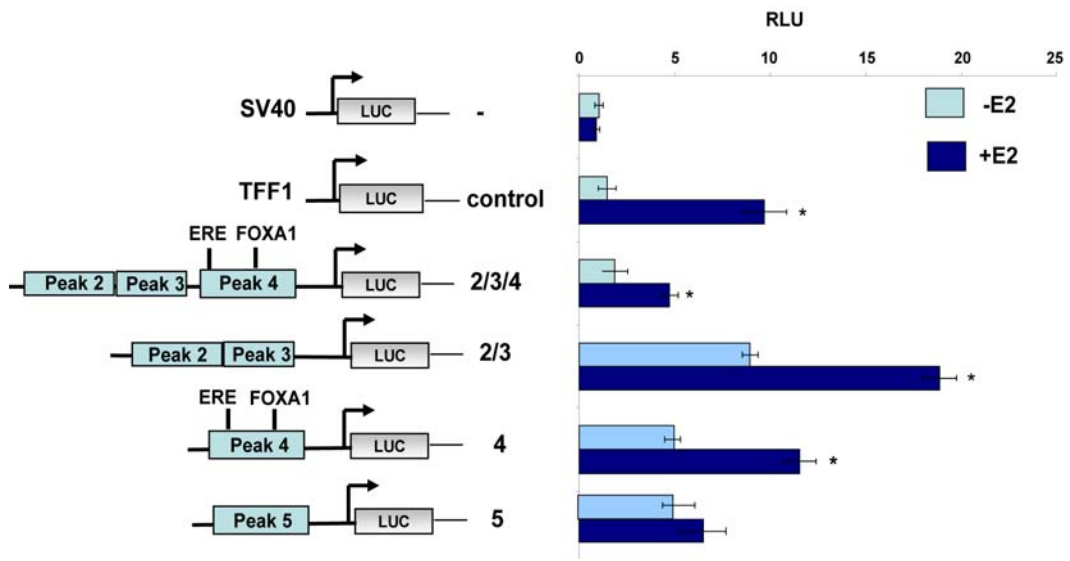 RLU
0 5 10 15 20 25
SV40 LUC -
-E2
+E2
TFF1 LUC control
*
ERE FOXA1
Peak 2 Peak 3 Peak 4 LUC 2/3/4
*
Peak 2 Peak 3 LUC 2/3
*
ERE FOXA1
Peak 4 LUC 4
*
Peak 5 LUC 5